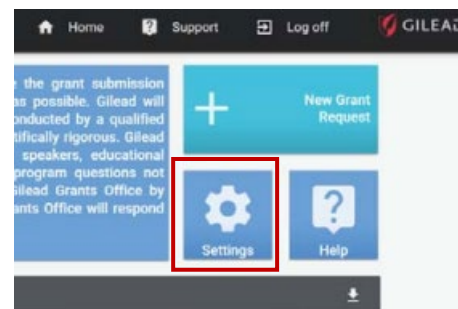 Home Support Log off GILEAD
the grant submission
as possible. Gilead will
onducted by a qualified
tifically rigorous. Gilead
speakers, educational
program questions not
Gilead Grants Office by
ants Office will respond
New Grant
Request
Settings
Help